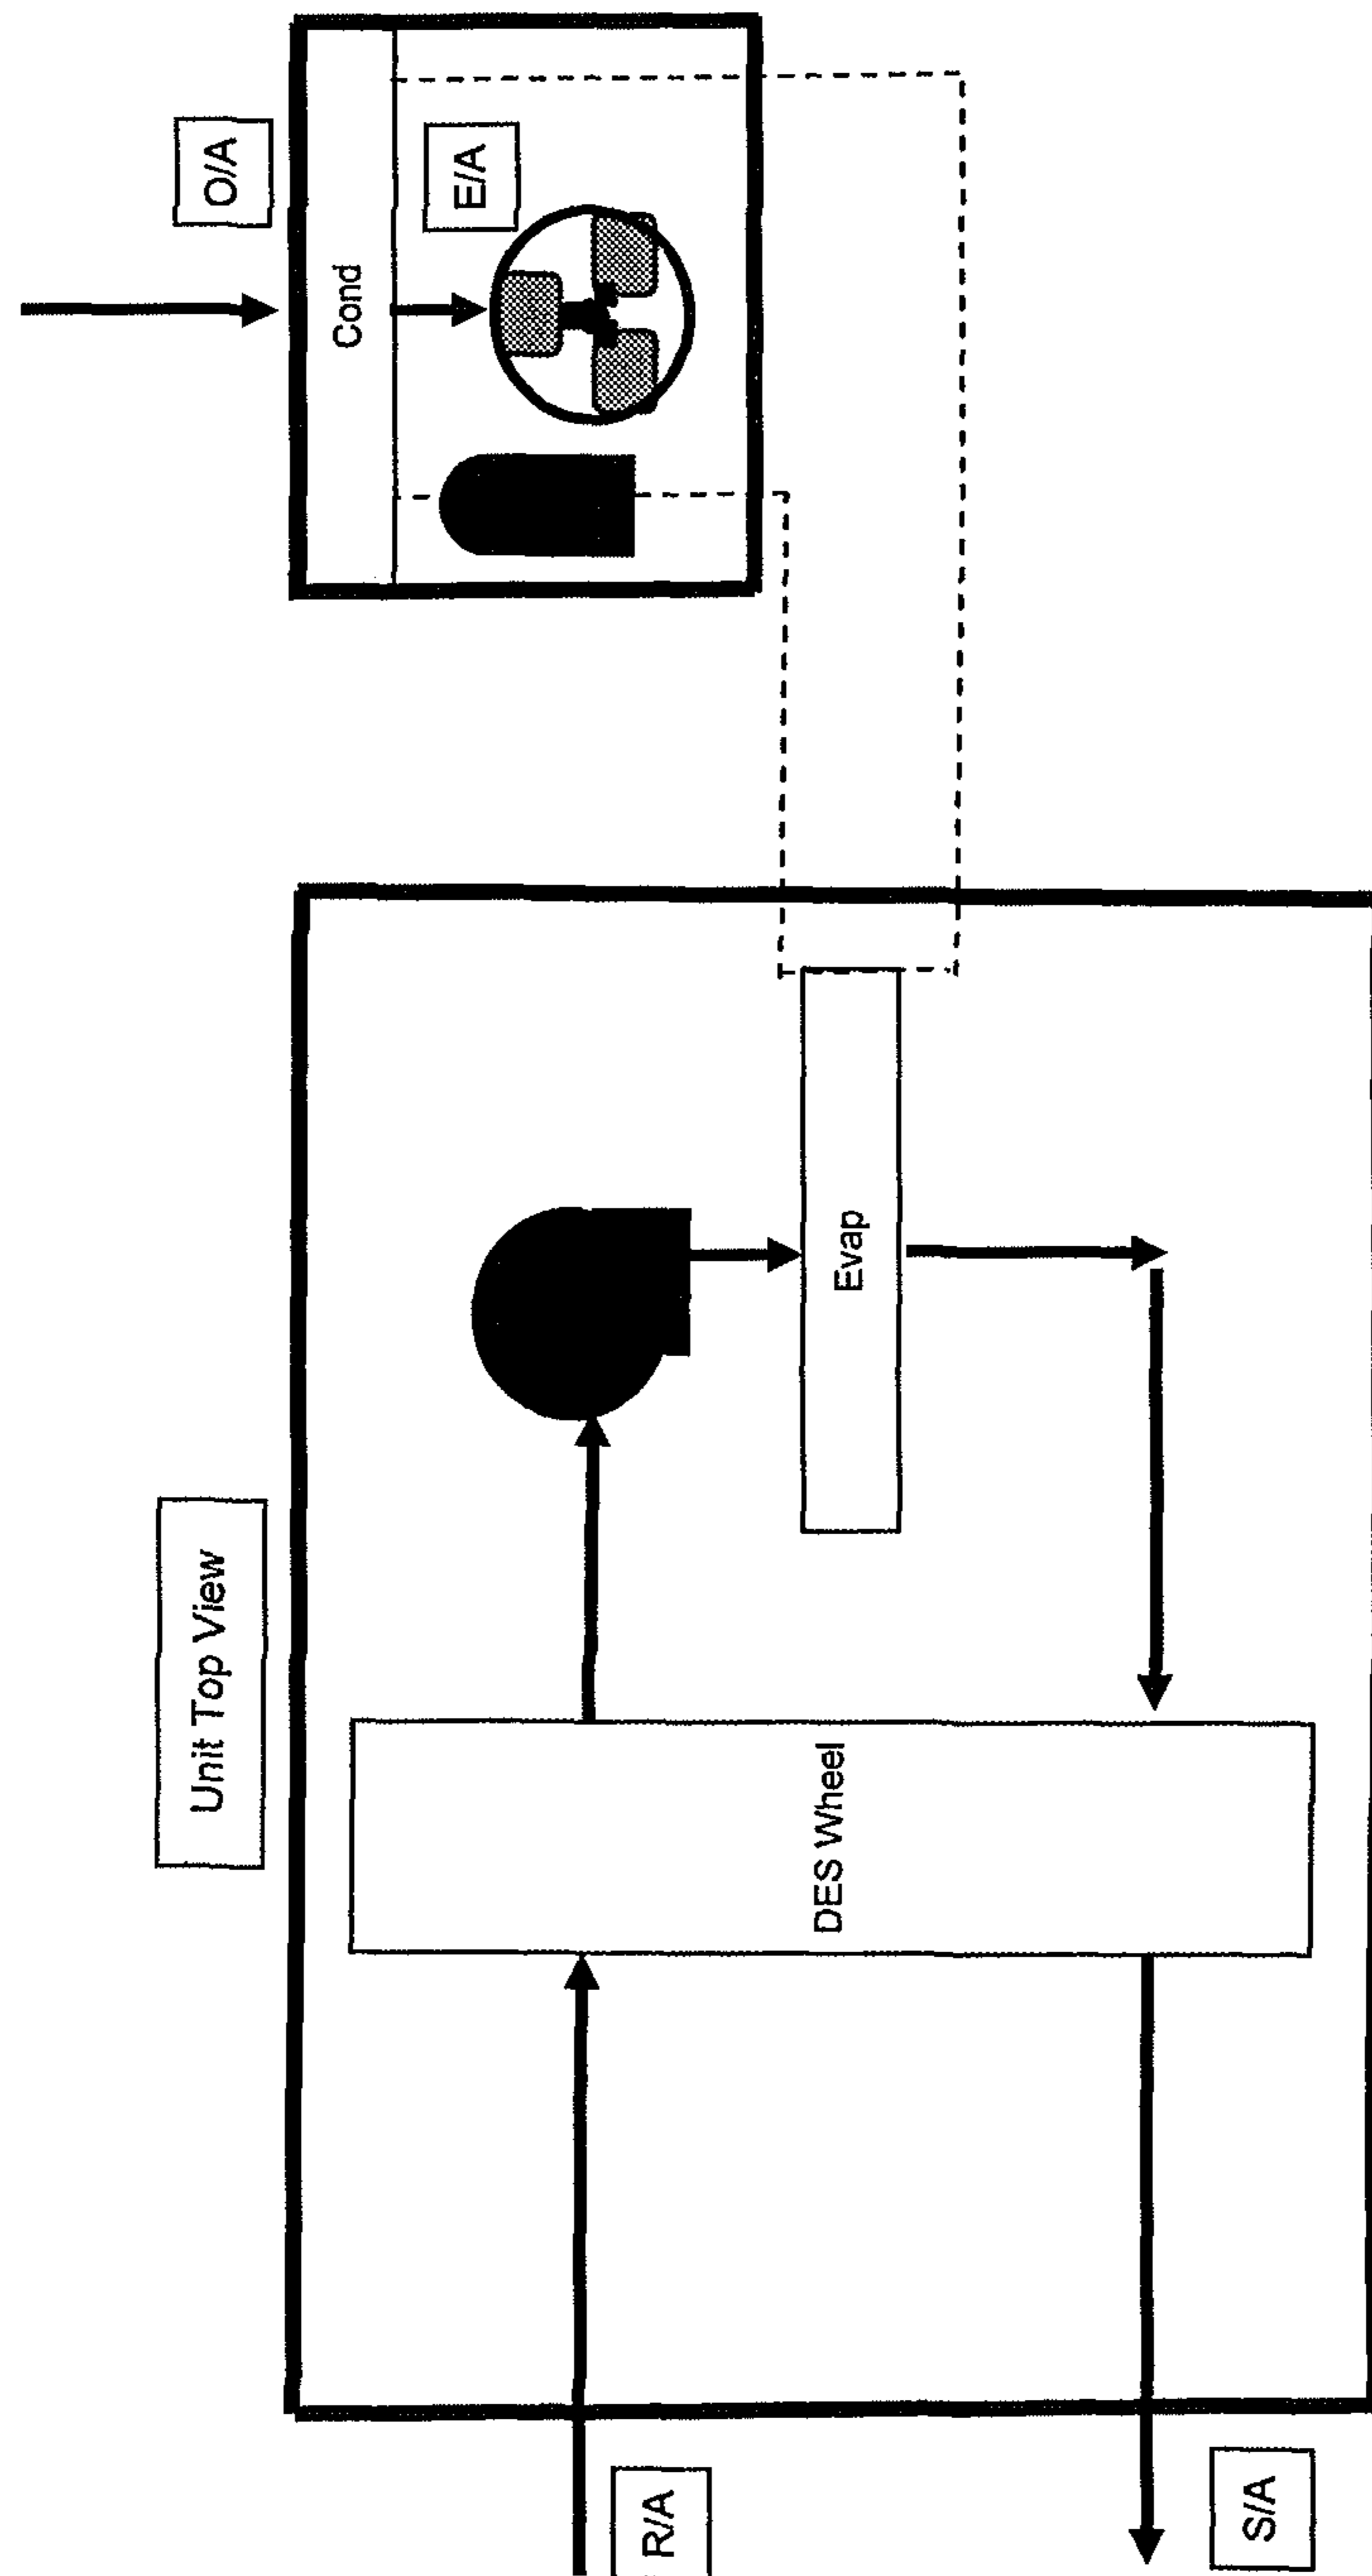 Unit Top View
O/A
Cond
E/A
Evap
DES Wheel
R/A
S/A